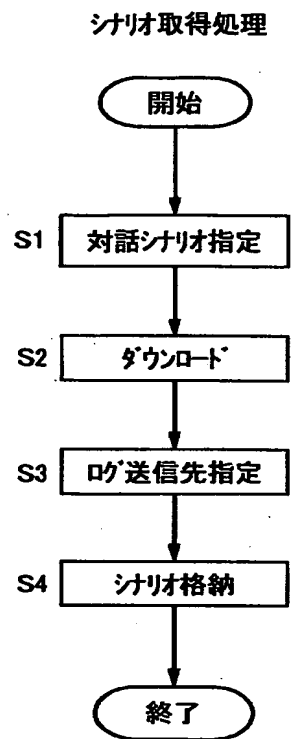 シナリオ取得処理
開始
S1 対話シナリオ指定
S2 ダウンロード
S3 ログ送信先指定
S4 シナリオ格納
終了